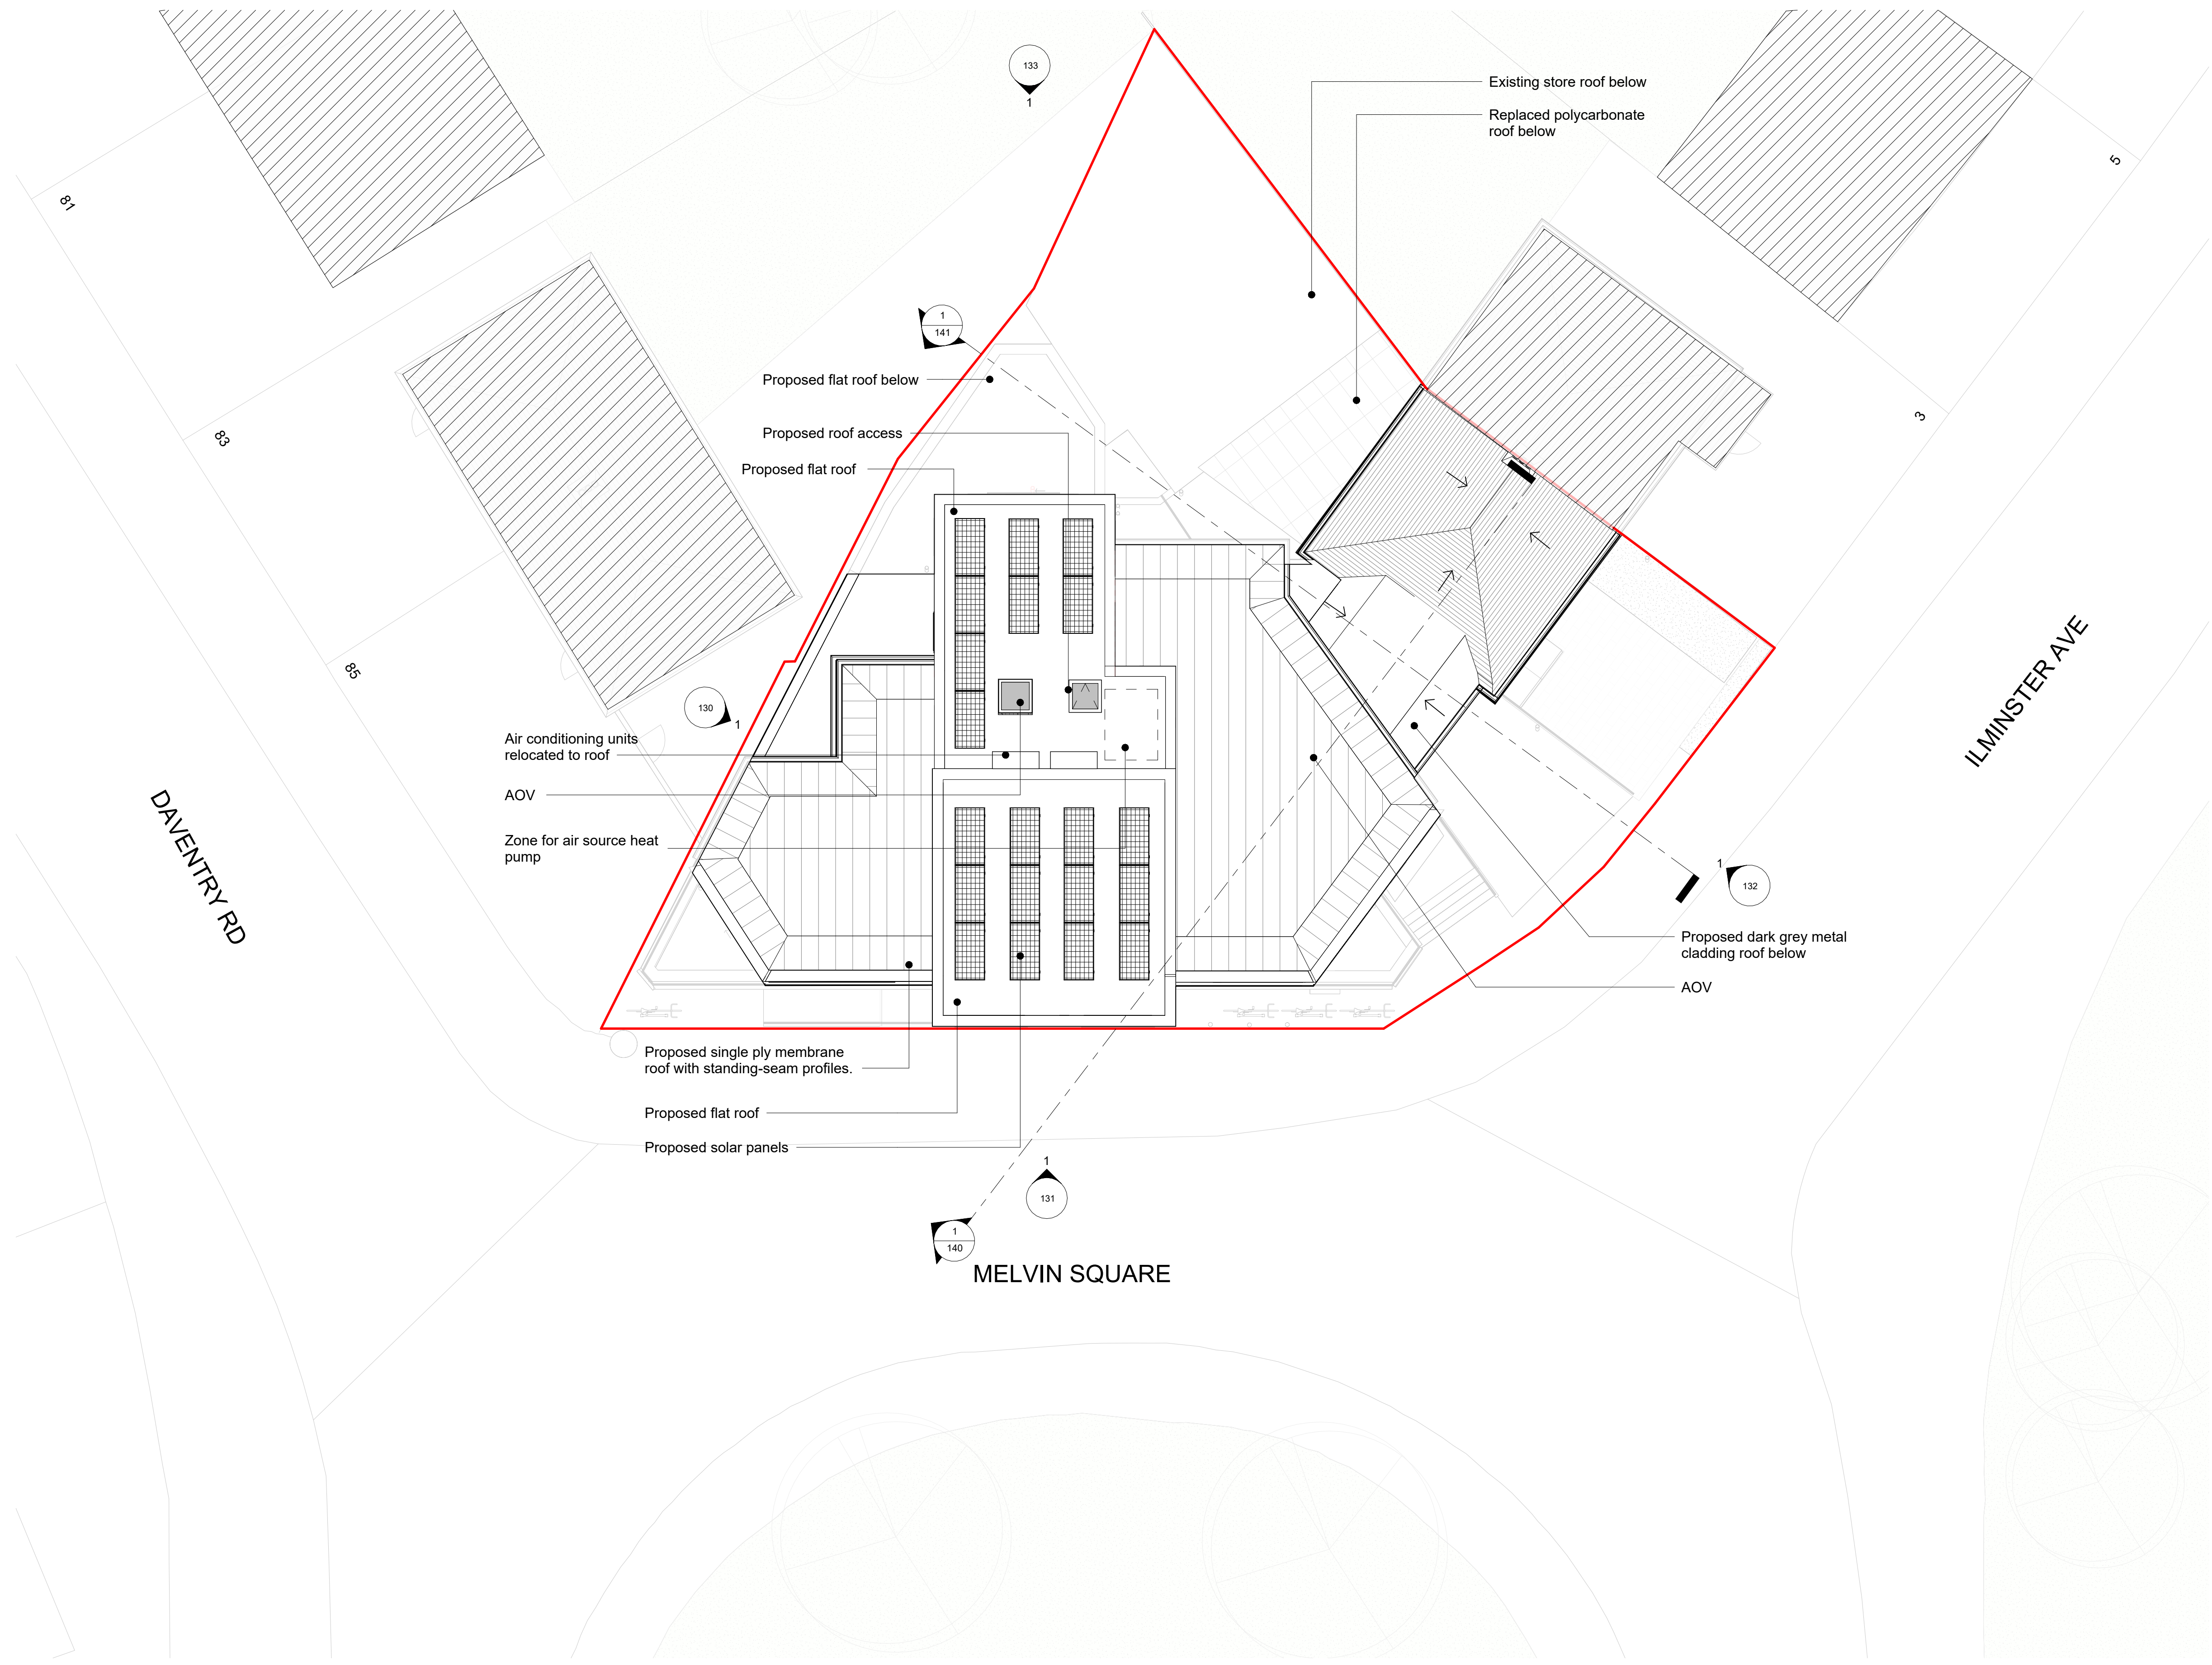 133
1
Existing store roof below
Replaced polycarbonate
roof below
5
81
1
141
Proposed flat roof below
3
Proposed roof access
83
Proposed flat roof
85
130
1
Air conditioning units
relocated to roof
AOV
Zone for air source heat
pump
DAVENTRY RD
ILMINSTER AVE
1
132
Proposed dark grey metal
cladding roof below
AOV
Proposed single ply membrane
roof with standing-seam profiles.
Proposed flat roof
Proposed solar panels
1
131
1
140
MELVIN SQUARE